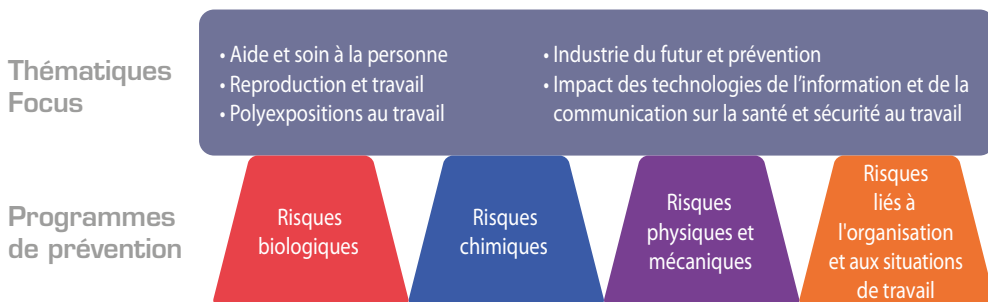 Thématiques
Focus
• Aide et soin à la personne
• Reproduction et travail
• Polyexpositions au travail
• Industrie du futur et prévention
• Impact des technologies de l'information et de la
communication sur la santé et sécurité au travail
Programmes
de prévention
Risques
biologiques
Risques
chimiques
Risques
physiques et
mécaniques
Risques
liés à
l'organisation
et aux situations
de travail